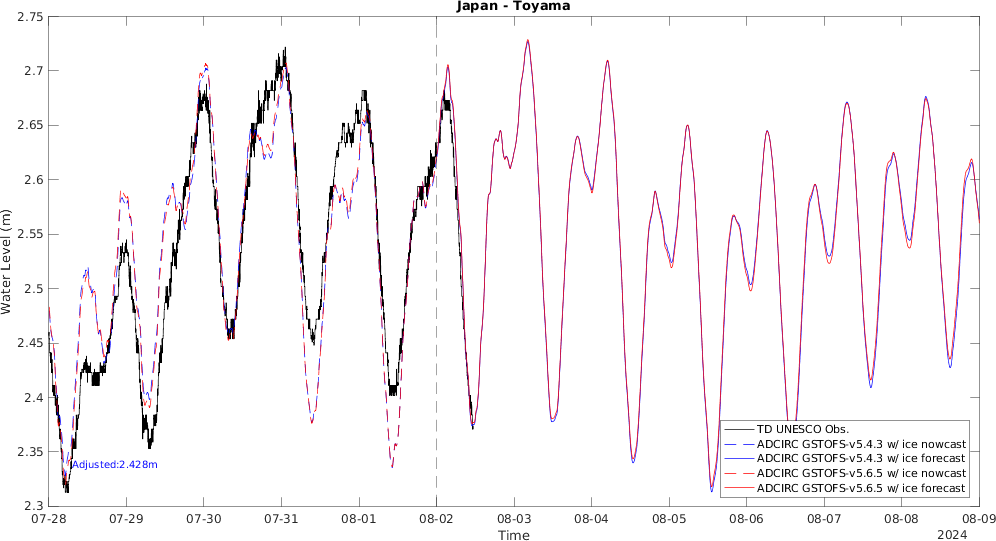 Japan - Toyama
Water Level (m)
2.75
2.7
2.65
2.6
2.55
2.5
2.45
2.4
2.35
2.3
Adjusted:2.428m
TD UNESCO Obs.
ADCIRC GSTOFS-v5.4.3 w/ ice nowcast
ADCIRC GSTOFS-v5.4.3 w/ ice forecast
ADCIRC GSTOFS-v5.6.5 w/ ice nowcast
ADCIRC GSTOFS-v5.6.5 w/ ice forecast
07-28 07-29 07-30 07-31 08-01 08-02 08-03 08-04 08-05 08-06 08-07 08-08 08-09
Time
2024